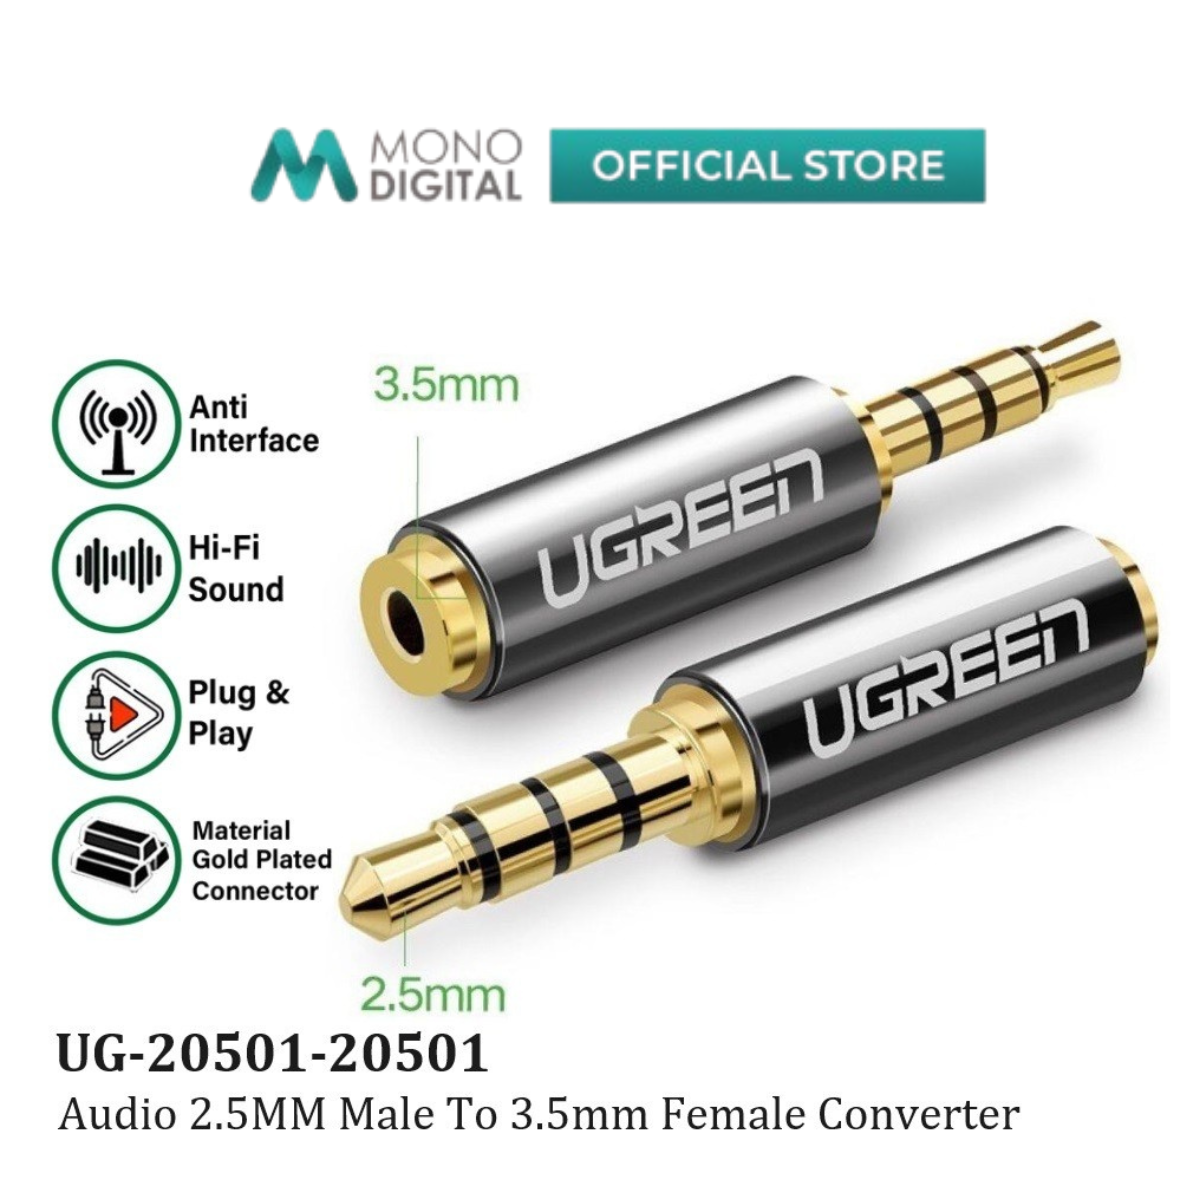 MONO
DIGITAL
OFFICIAL STORE
3.5mm
Anti
Interface
Hi-Fi
Sound
Plug &
Play
Material
Gold Plated
Connector
UGREEN
UGREEN
2.5mm
UG-20501-20501
Audio 2.5MM Male To 3.5mm Female Converter